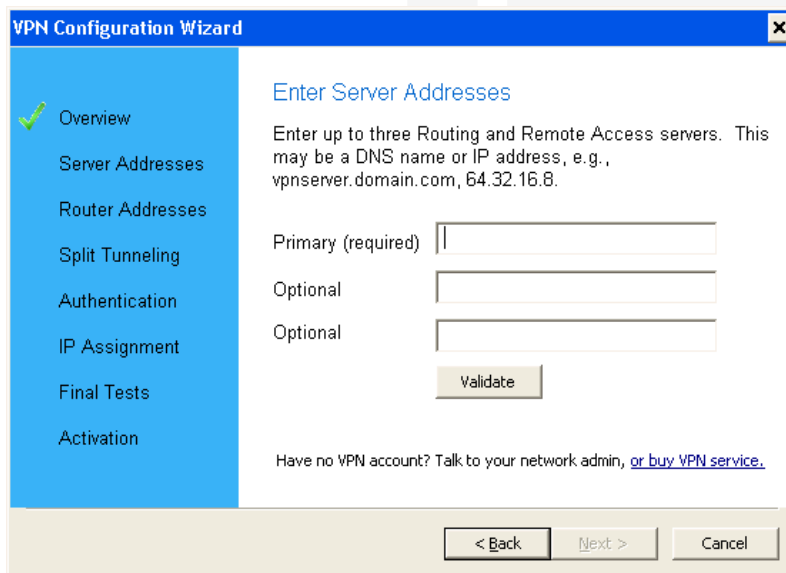 VPN Configuration Wizard
Overview
Server Addresses
Router Addresses
Split Tunneling
Authentication
IP Assignment
Final Tests
Activation
Enter Server Addresses
Enter up to three Routing and Remote Access servers. This
may be a DNS name or IP address, e.g.,
vpnserver.domain.com, 64.32.16.8.
Primary (required)
Optional
Optional
Validate
Have no VPN account? Talk to your network admin, or buy VPN service.
< Back
Next >
Cancel